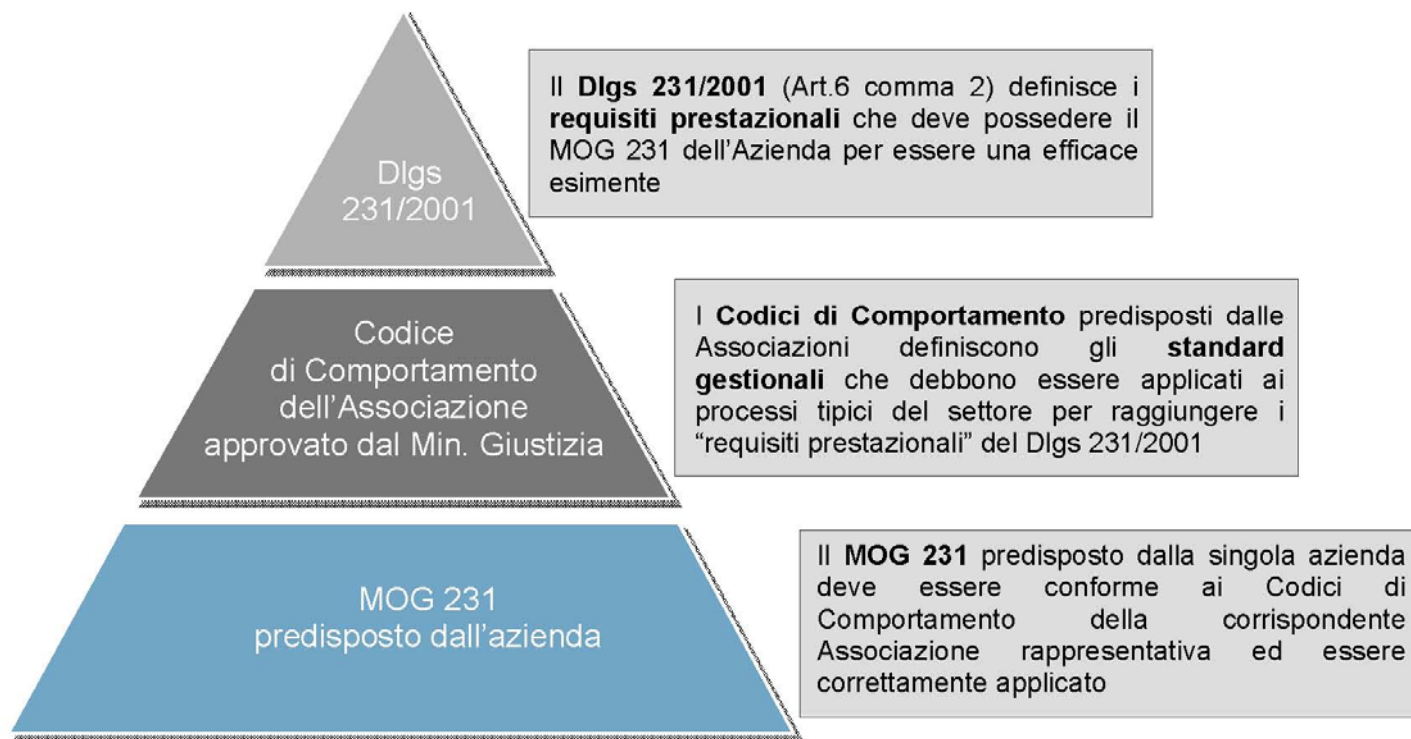 Dlgs
231/2001
Il Dlgs 231/2001 (Art.6 comma 2) definisce i
requisiti prestazionali che deve possedere il
MOG 231 dell'Azienda per essere una efficace
esimente
Codice
di Comportamento
dell'Associazione
approvato dal Min. Giustizia
I Codici di Comportamento predisposti dalle
Associazioni definiscono gli standard
gestionali che debbono essere applicati ai
processi tipici del settore per raggiungere i
“requisiti prestazionali” del Dlgs 231/2001
MOG 231
predisposto dall'azienda
Il MOG 231 predisposto dalla singola azienda
deve essere conforme ai Codici di
Comportamento della corrispondente
Associazione rappresentativa ed essere
correttamente applicato